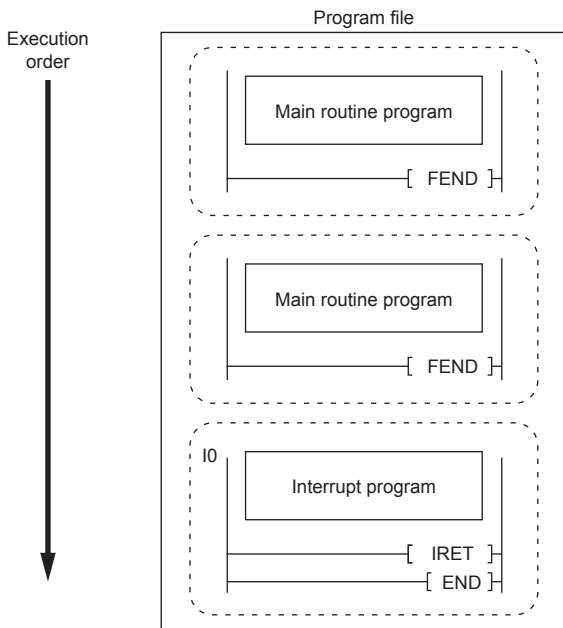 Program file
Execution
order
Main routine program
[ FEND ]
Main routine program
[ FEND ]
I0
Interrupt program
[ IRET ]
[ END ]